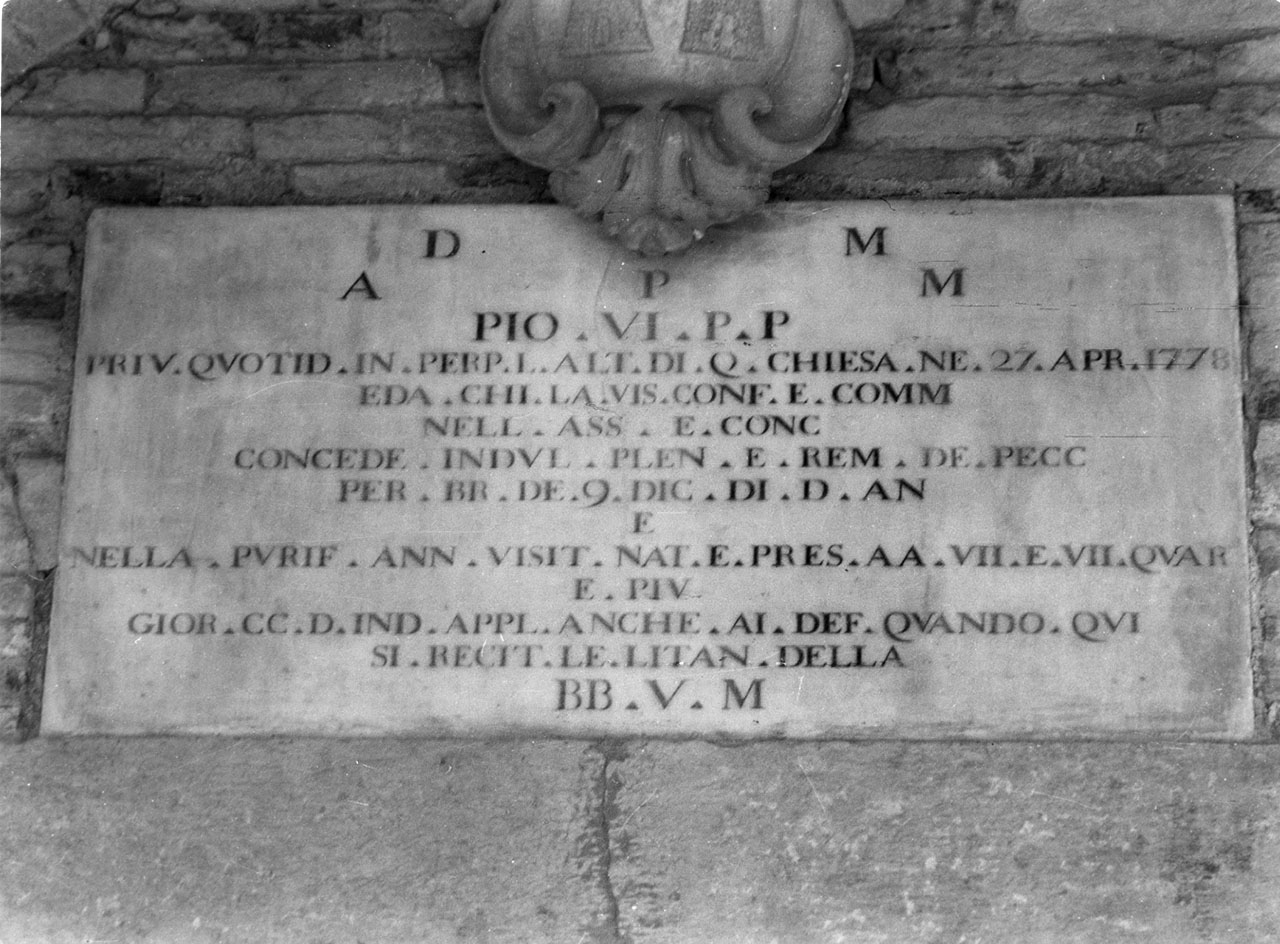 D M
A P M
PIO . VI . P . P
PRIV . QVOTID . IN . PERP . L . ALT . DI . Q . CHIESA . NE . 27 . APR . 1778
EDA . CHI . LA . VIS . CONF . E . COMM
NELL . ASS . E . CONC
CONCEDE . INDVL . PLEN . E . REM . DE . PECC
PER . BR . DE . 9 . DIC . DI . D . AN
E
NELLA . PVRIF . ANN . VISIT . NAT . E . PRES . AA . VII . E . VII . QVAR
E . PIV
GIOR . CC . D . IND . APPL . ANCHE . AI . DEF . QVANDO . QVI
SI . RECIT . LE . LITAN . DELLA
BB . V . M